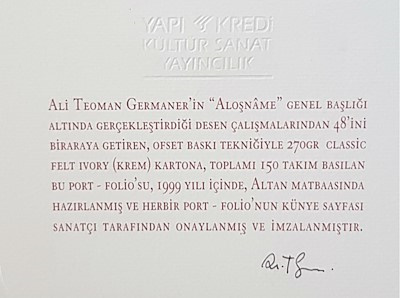 YAPI KREDİ
KÜLTÜR SANAT
YAYINCILIK
ALİ TEOMAN GERMANER'İN “ALOŞNÂME” GENEL BAŞLIĞI
ALTINDA GERÇEKLEŞTİRDİĞİ DESEN ÇALIŞMALARINDAN 48'İNİ
BİRARAYA GETİREN, OFSET BASKI TEKNİĞİYLE 270GR CLASSIC
FELT IVORY (KREM) KARTONA, TOPLAMI 150 TAKIM BASILAN
BU PORT - FOLİO'SU, 1999 YILI İÇİNDE, ALTAN MATBAASINDA
HAZIRLANMIŞ VE HERBİR PORT - FOLİO'NUN KÜNYE SAYFASI
SANATÇI TARAFINDAN ONAYLANMIŞ VE İMZALANMIŞTIR.